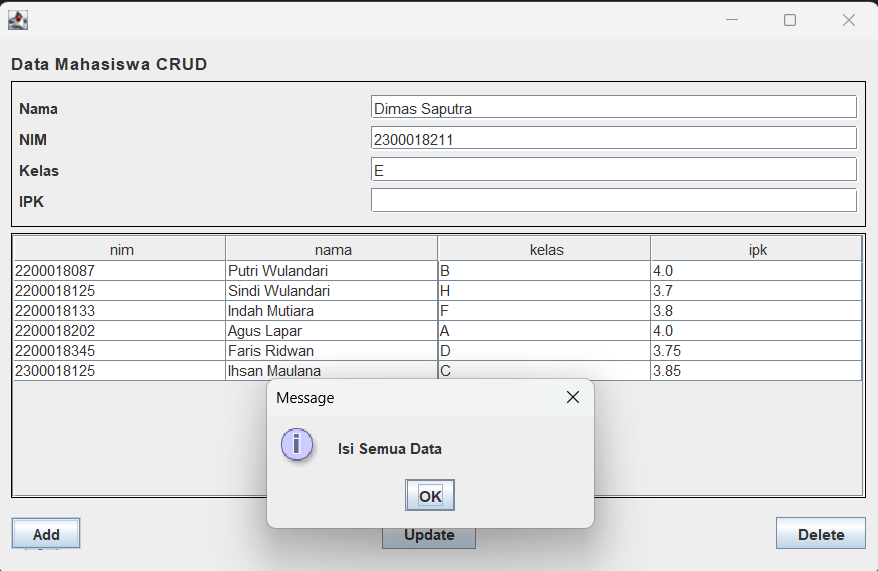 Data Mahasiswa CRUD
Nama Dimas Saputra
NIM 2300018211
Kelas E
IPK
nim nama kelas ipk
2200018087 Putri Wulandari B 4.0
2200018125 Sindi Wulandari H 3.7
2200018133 Indah Mutiara F 3.8
2200018202 Agus Lapar A 4.0
2200018345 Faris Ridwan D 3.75
2300018125 Ihsan Maulana C 3.85
Message
Isi Semua Data
OK
Add Update Delete